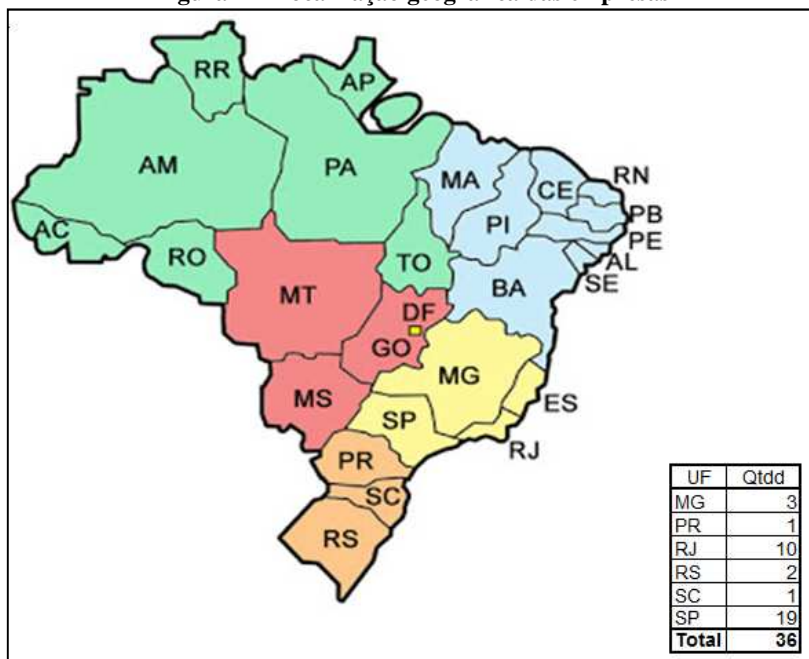 RR
AP
AM
PA
MA
CE
RN
PB
PI
PE
AC
AL
RO
TO
SE
BA
MT
DF
GO
MG
MS
ES
SP
RJ
PR
SC
RS
UF Qtdd
MG 3
PR 1
RJ 10
RS 2
SC 1
SP 19
Total 36